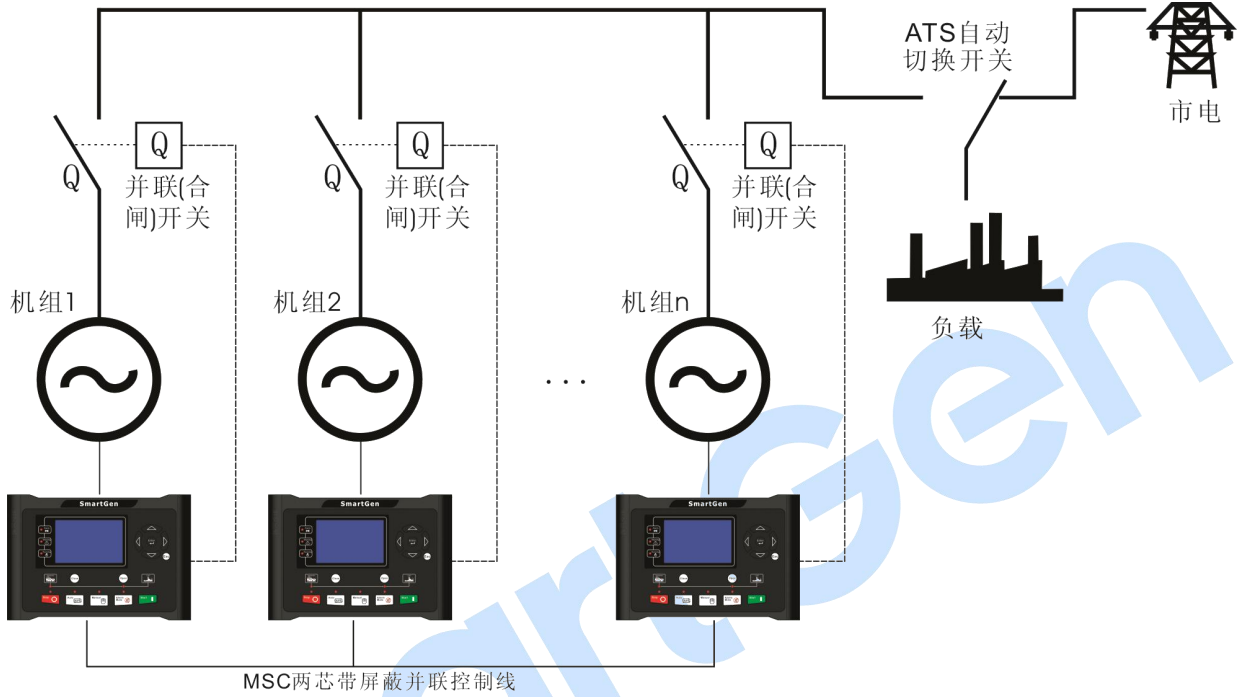 ATS自动
切换开关
市电
Q
Q
并联(合
闸)开关
Q
Q
并联(合
闸)开关
Q
Q
并联(合
闸)开关
负载
机组1
机组2
机组n
...
SmartGen
SmartGen
SmartGen
MSC两芯带屏蔽并联控制线
artGen